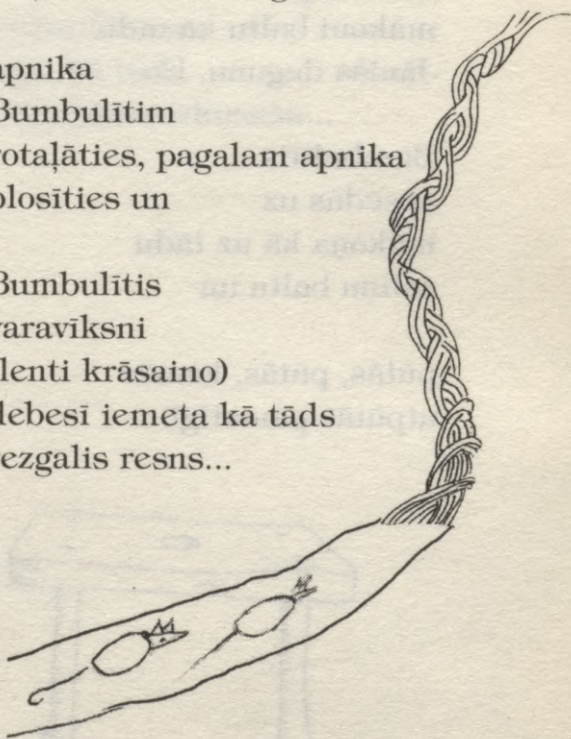 apnika
Bumbulītim
rotaļāties, pagalam apnika
plosīties un
Bumbulītis
varavīksni
lenti krāsaino)
debesī iemeta kā tāds
ezgalis resns...